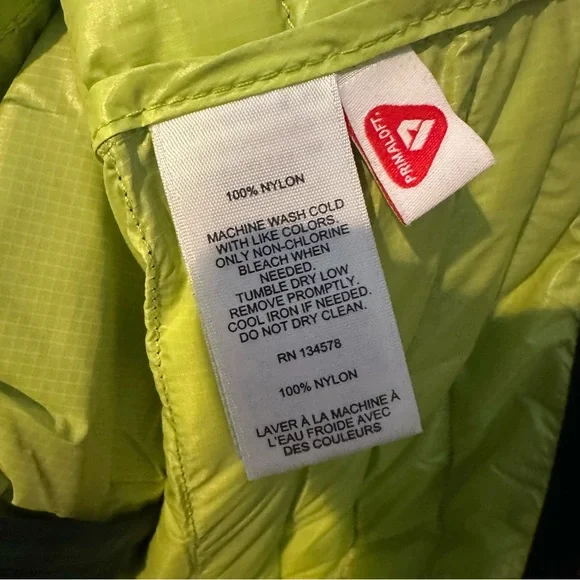 100% NYLON
MACHINE WASH COLD
WITH LIKE COLORS.
ONLY NON-CHLORINE
BLEACH WHEN
NEEDED.
TUMBLE DRY LOW
REMOVE PROMPTLY.
COOL IRON IF NEEDED.
DO NOT DRY CLEAN.
RN 134578
100% NYLON
LAVER À LA MACHINE À
L'EAU FROIDE AVEC
DES COULEURS
PRIMALOFT.